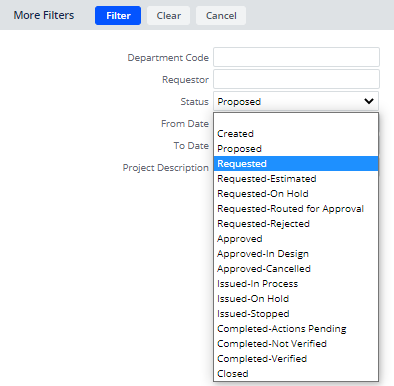 More Filters Filter Clear Cancel
Department Code
Requestor
Status Proposed
From Date
To Date
Project Description
Created
Proposed
Requested
Requested-Estimated
Requested-On Hold
Requested-Routed for Approval
Requested-Rejected
Approved
Approved-In Design
Approved-Cancelled
Issued-In Process
Issued-On Hold
Issued-Stopped
Completed-Actions Pending
Completed-Not Verified
Completed-Verified
Closed